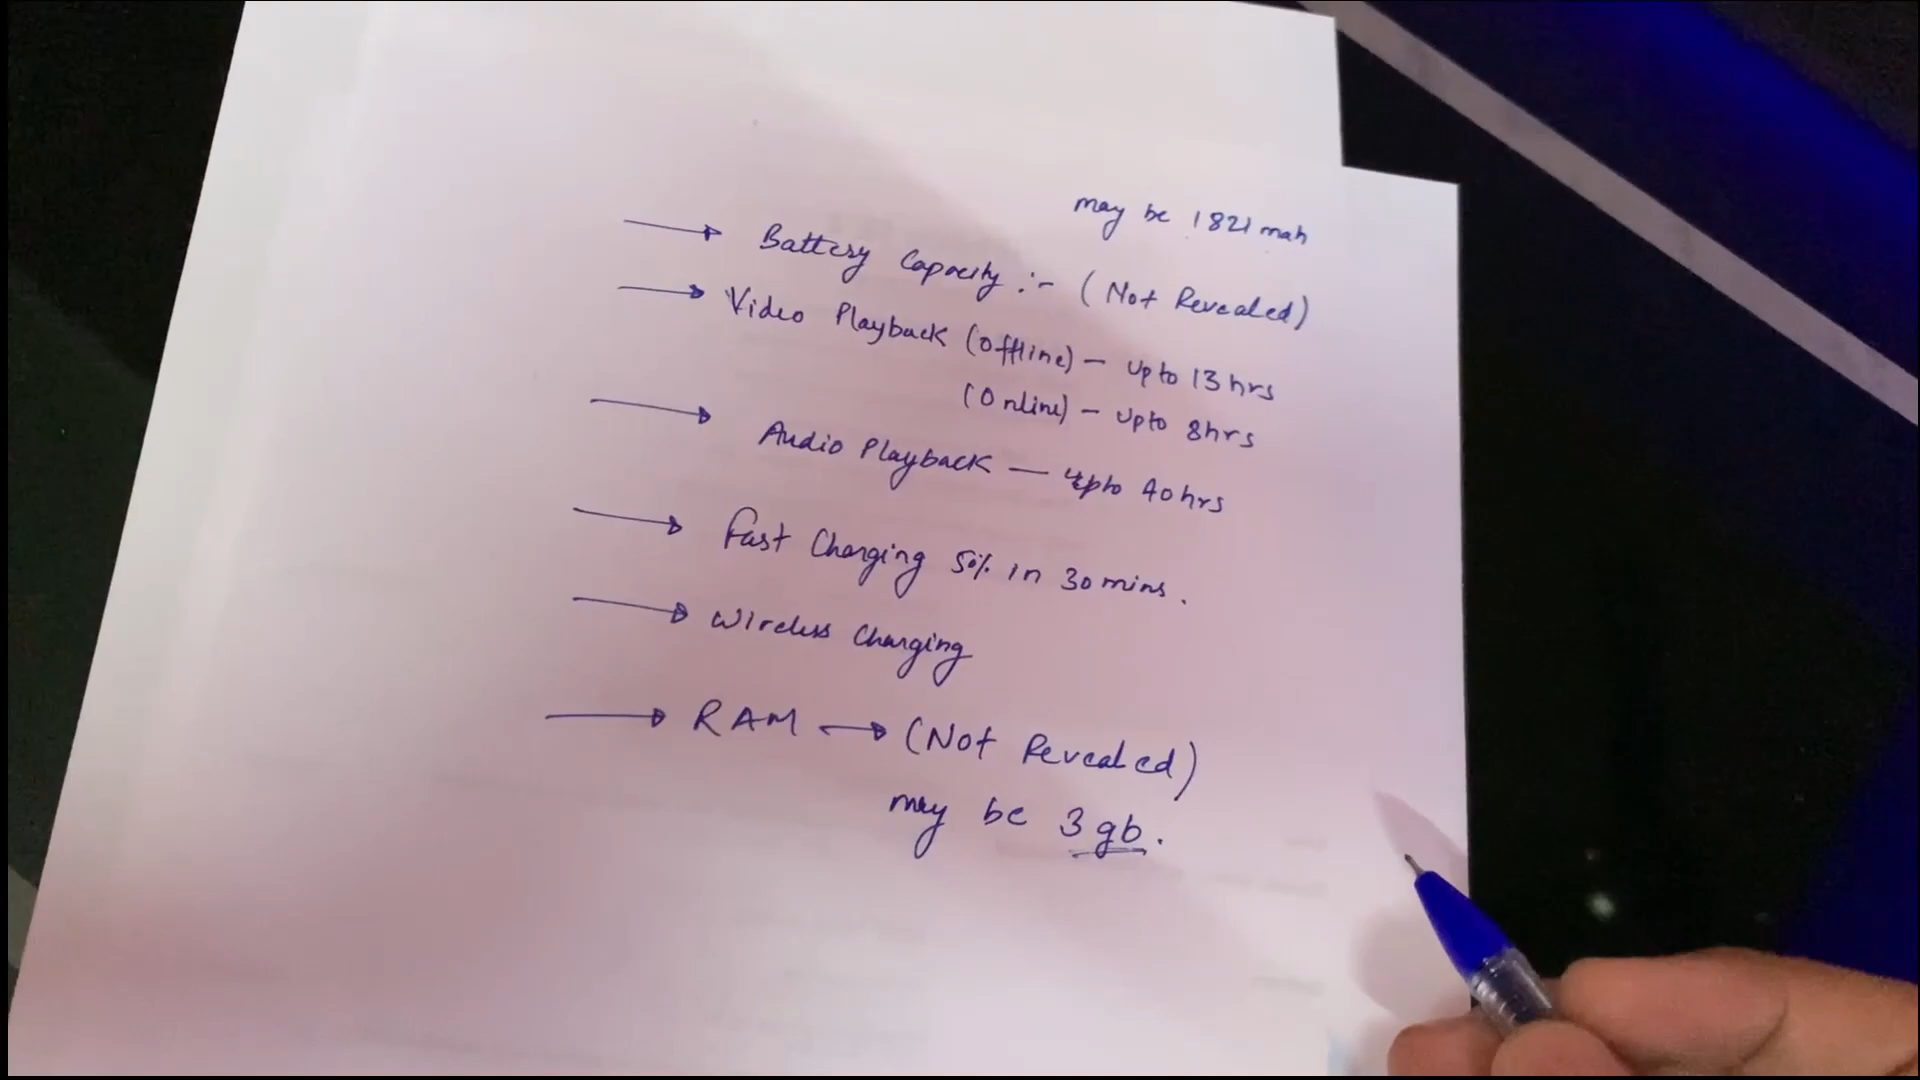 may be 1821 mah
→ Battery Capacity :- (Not Revealed)
→ Video Playback (offline) - upto 13 hrs
(Online) - upto 8hrs
→ Audio Playback — upto 40 hrs
→ Fast Charging 50% in 30 mins.
→ Wireless Charging
→ RAM → (Not Revealed)
may be 3 gb.